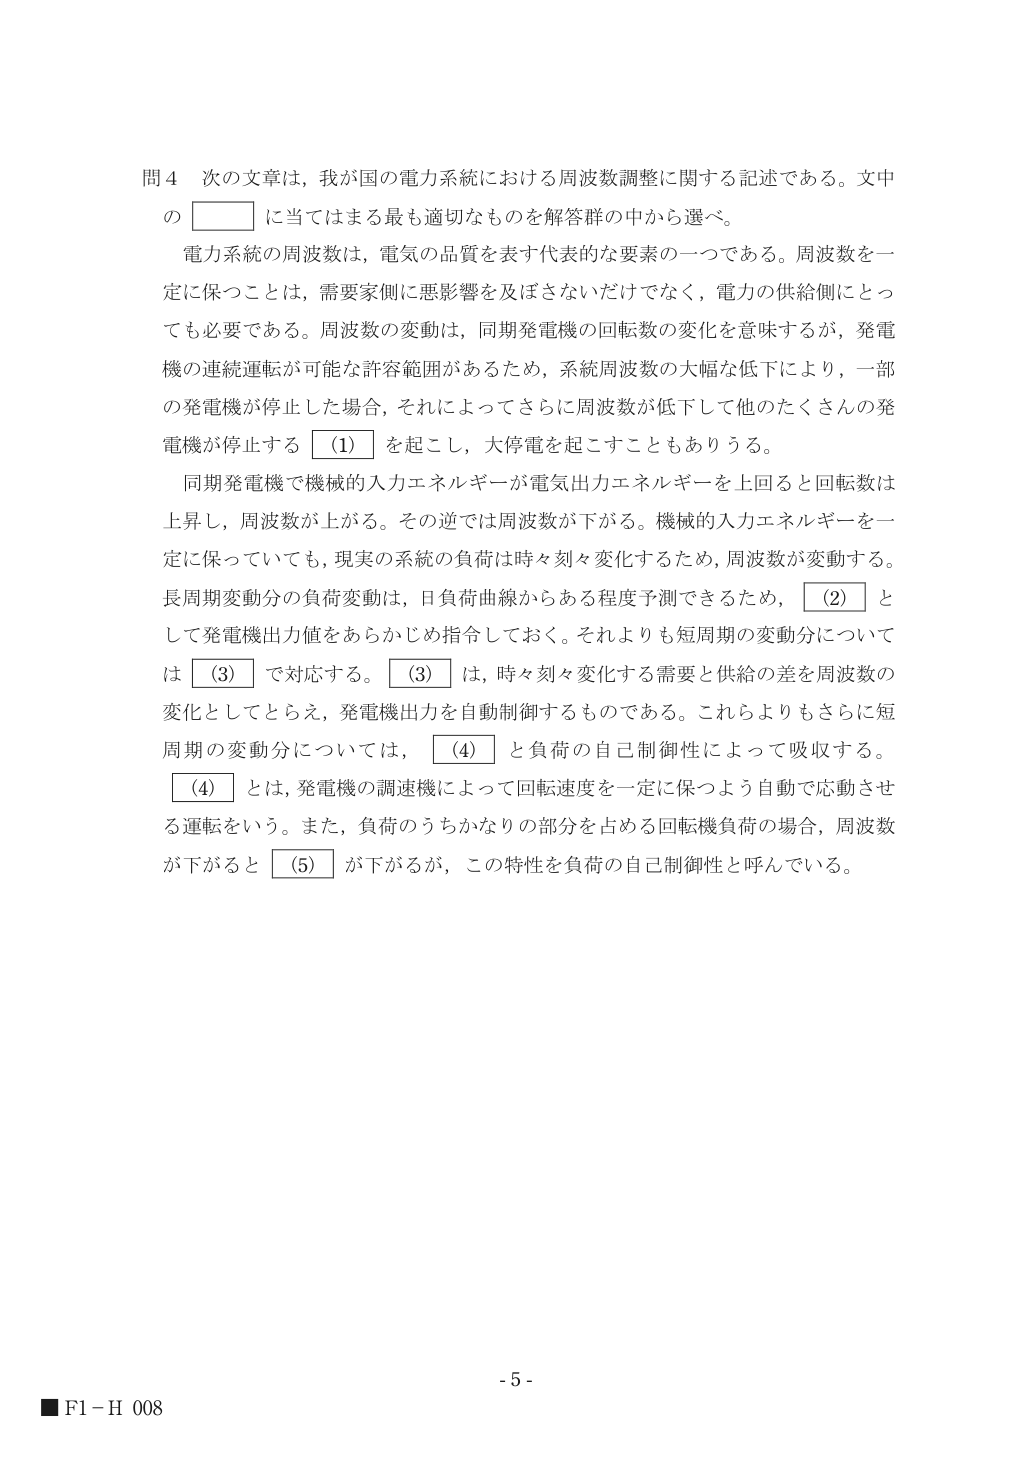 問４　次の文章は，我が国の電力系統における周波数調整に関する記述である。文中
の　　　に当てはまる最も適切なものを解答群の中から選べ。
電力系統の周波数は，電気の品質を表す代表的な要素の一つである。周波数を一
定に保つことは，需要家側に悪影響を及ぼさないだけでなく，電力の供給側にとっ
ても必要である。周波数の変動は，同期発電機の回転数の変化を意味するが，発電
機の連続運転が可能な許容範囲があるため，系統周波数の大幅な低下により，一部
の発電機が停止した場合，それによってさらに周波数が低下して他のたくさんの発
電機が停止する （1） を起こし，大停電を起こすこともありうる。
同期発電機で機械的入力エネルギーが電気出力エネルギーを上回ると回転数は
上昇し，周波数が上がる。その逆では周波数が下がる。機械的入力エネルギーを一
定に保っていても，現実の系統の負荷は時々刻々変化するため，周波数が変動する。
長周期変動分の負荷変動は，日負荷曲線からある程度予測できるため， （2） と
して発電機出力値をあらかじめ指令しておく。それよりも短周期の変動分について
は （3） で対応する。 （3） は，時々刻々変化する需要と供給の差を周波数の
変化としてとらえ，発電機出力を自動制御するものである。これらよりもさらに短
周期の変動分については， （4） と負荷の自己制御性によって吸収する。
（4） とは，発電機の調速機によって回転速度を一定に保つよう自動で応動させ
る運転をいう。また，負荷のうちかなりの部分を占める回転機負荷の場合，周波数
が下がると （5） が下がるが，この特性を負荷の自己制御性と呼んでいる。
- 5 -
■ F1－H 008